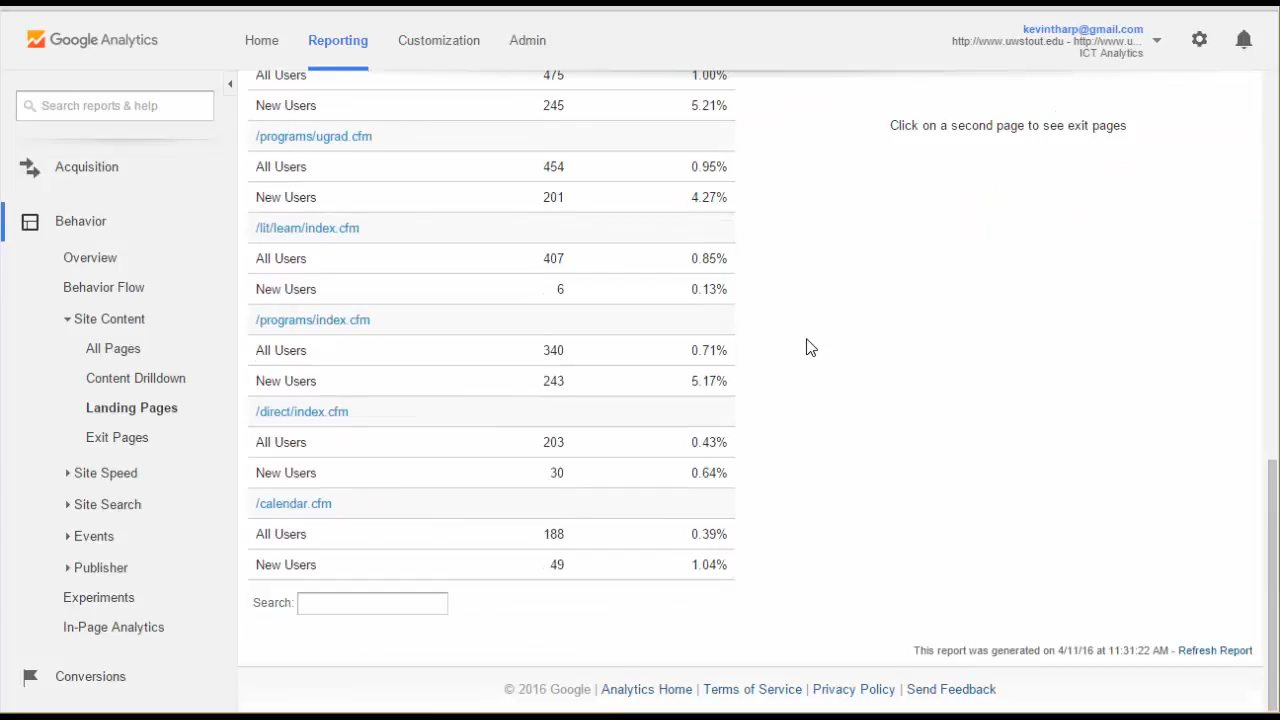 Google Analytics
Home
Reporting
Customization
Admin
kevintharp@gmail.com
http://www.uwstout.edu - http://www.u...
ICT Analytics
Search reports & help
Acquisition
Behavior
Overview
Behavior Flow
Site Content
All Pages
Content Drilldown
Landing Pages
Exit Pages
Site Speed
Site Search
Events
Publisher
Experiments
In-Page Analytics
Conversions
All Users 475 1.00%
New Users 245 5.21%
/programs/ugrad.cfm
All Users 454 0.95%
New Users 201 4.27%
/lit/learn/index.cfm
All Users 407 0.85%
New Users 6 0.13%
/programs/index.cfm
All Users 340 0.71%
New Users 243 5.17%
/direct/index.cfm
All Users 203 0.43%
New Users 30 0.64%
/calendar.cfm
All Users 188 0.39%
New Users 49 1.04%
Search:
Click on a second page to see exit pages
This report was generated on 4/11/16 at 11:31:22 AM - Refresh Report
© 2016 Google | Analytics Home | Terms of Service | Privacy Policy | Send Feedback